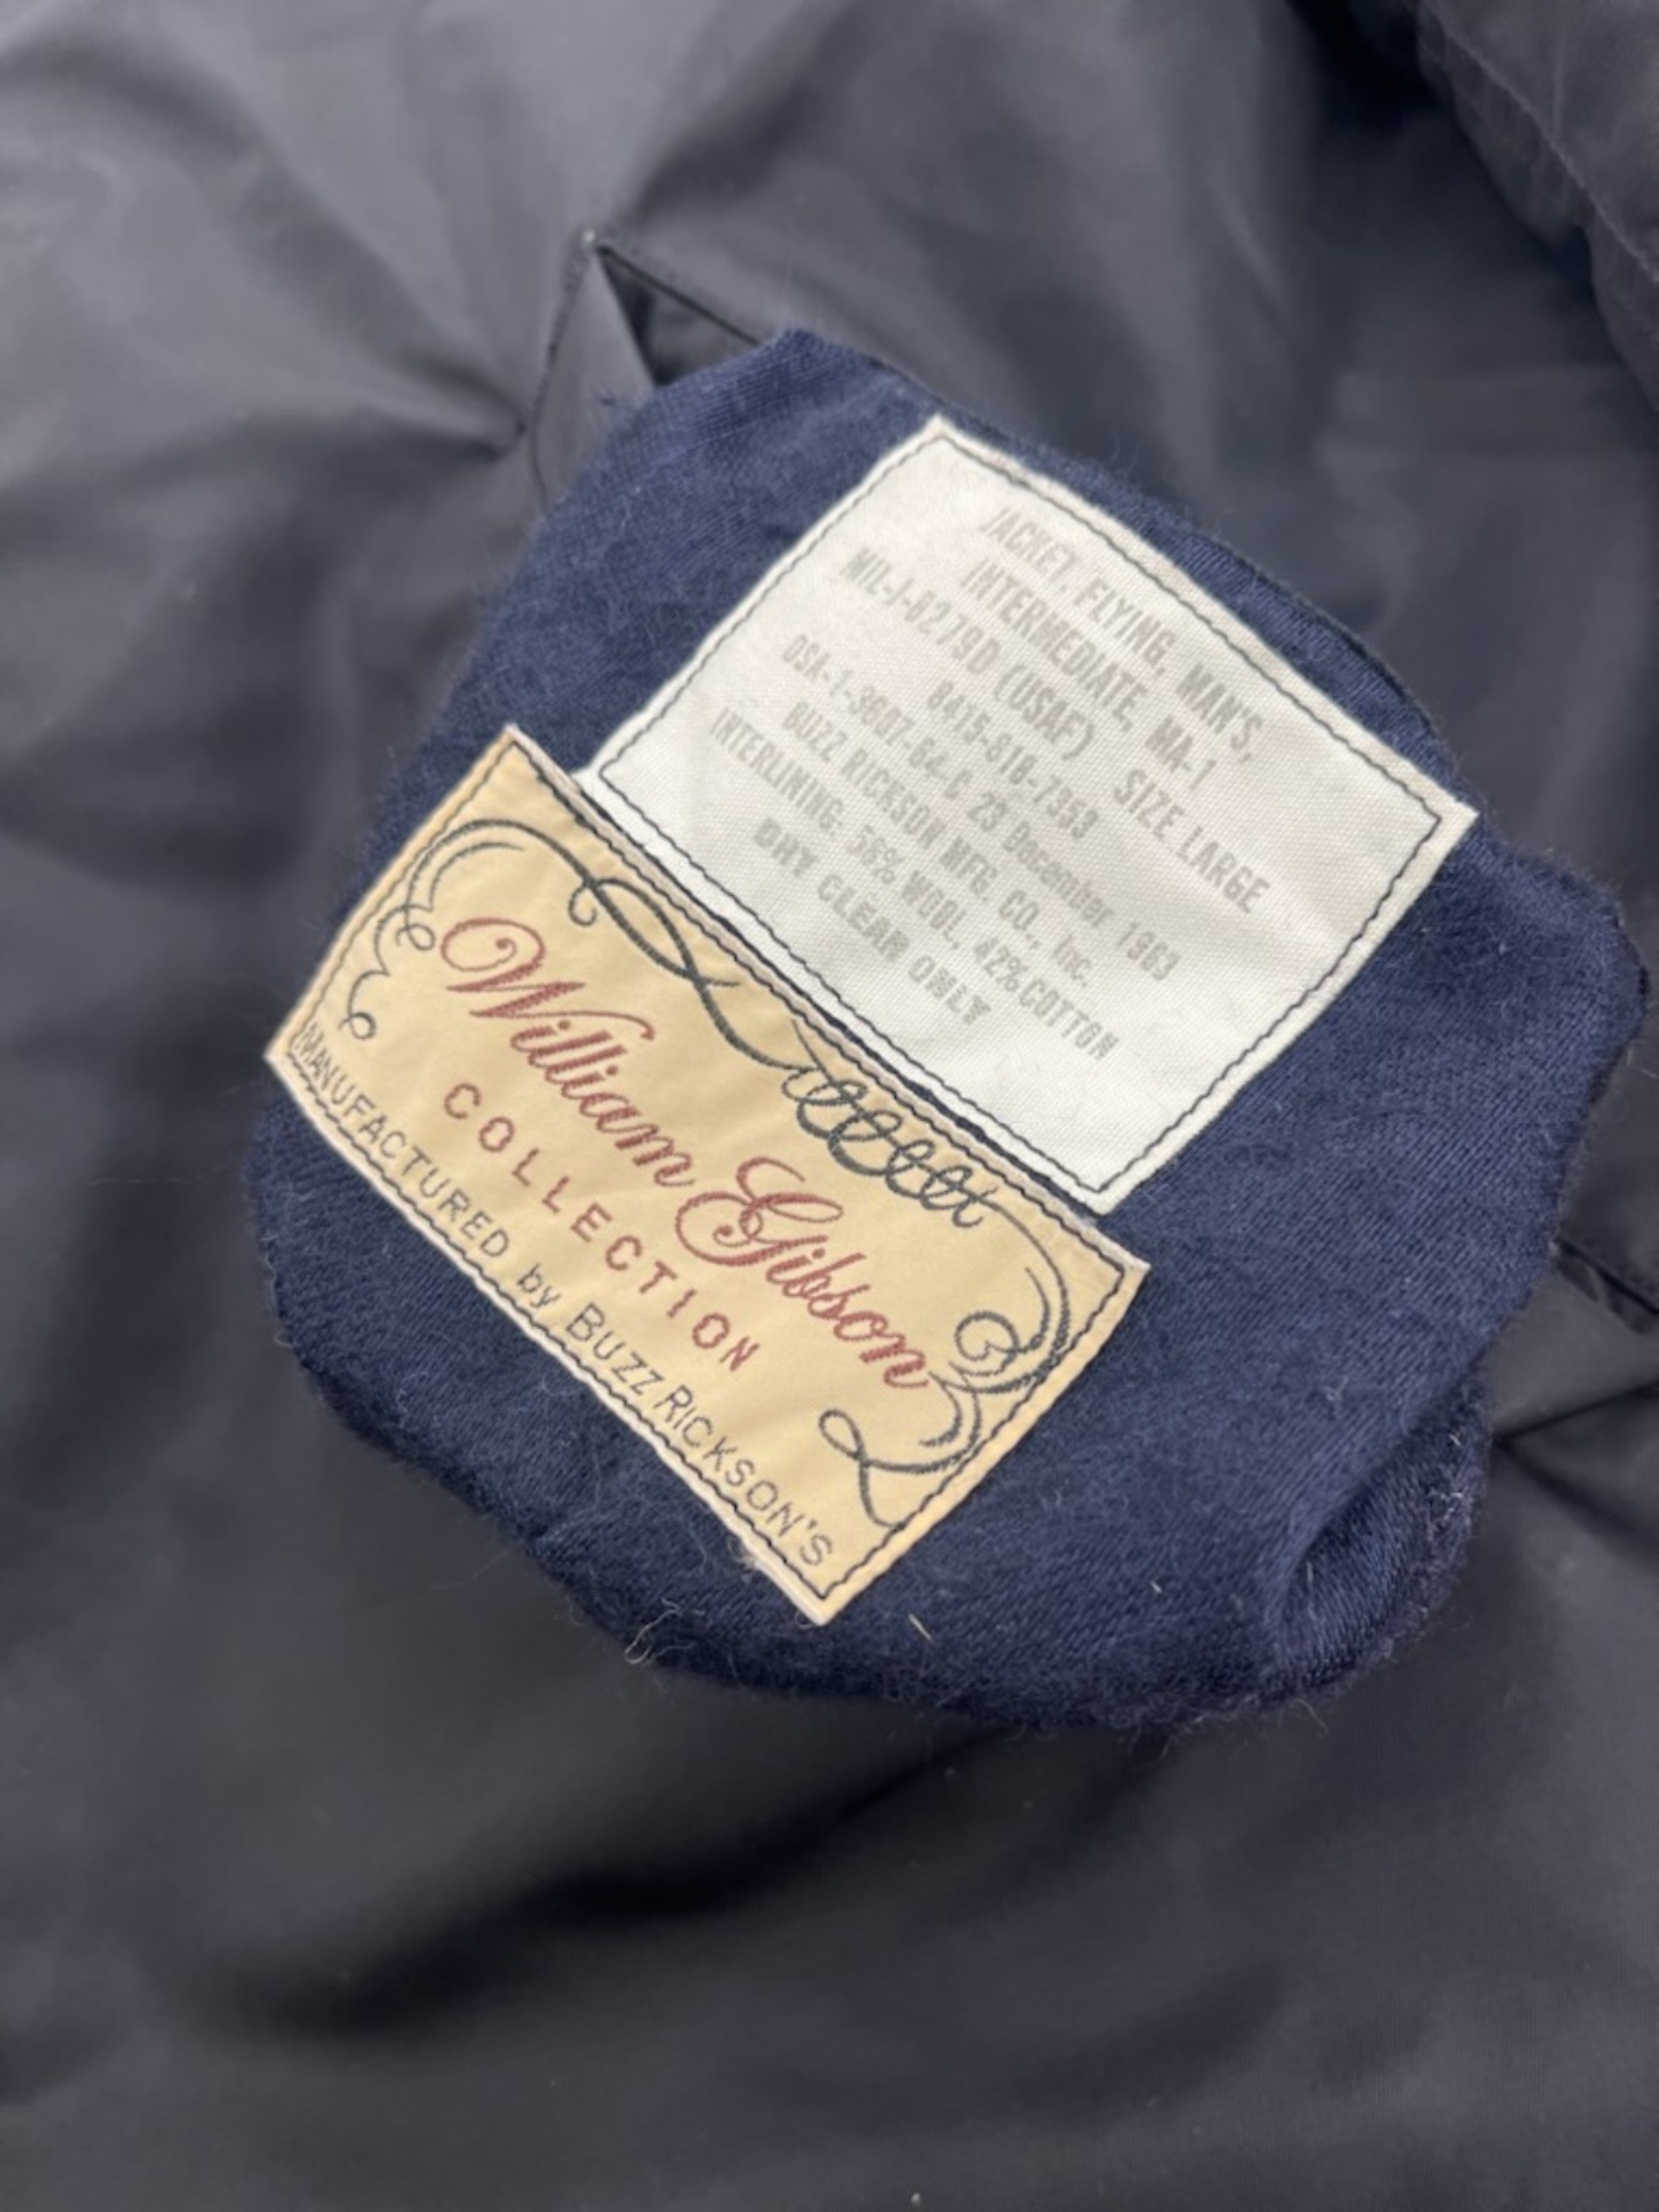 JACKET, FLYING, MAN'S,
INTERMEDIATE, MA-1
MIL-J-6279D (USAF) SIZE LARGE
8415-818-7353
DSA-1-3607-64-C 23 December 1963
BUZZ RICKSON MFG. CO., Inc.
INTERLINING: 58% WOOL, 42% COTTON
DRY CLEAN ONLY
William Gibson
COLLECTION
MANUFACTURED by BUZZ RICKSON'S